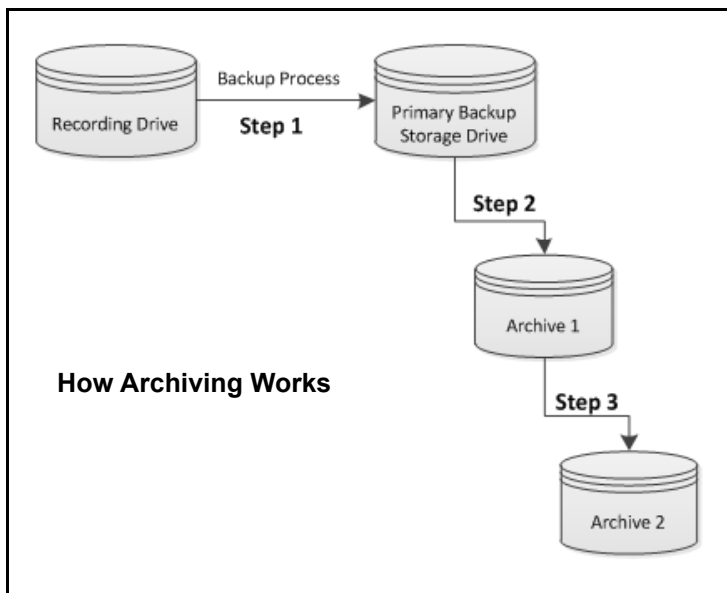 Backup Process
Recording Drive
Step 1
Primary Backup
Storage Drive
Step 2
Archive 1
How Archiving Works
Step 3
Archive 2